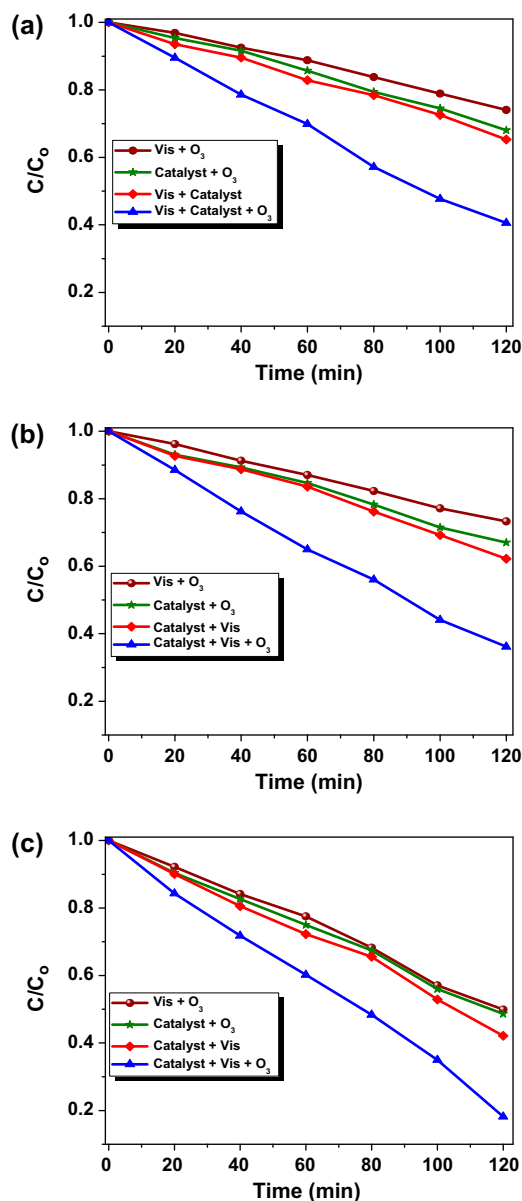 (a)
1.0
0.8
0.6
0.4
0.2
C/Co
Vis + O3
Catalyst + O3
Vis + Catalyst
Vis + Catalyst + O3
0 20 40 60 80 100 120
Time (min)
(b)
1.0
0.8
0.6
0.4
0.2
C/Co
Vis + O3
Catalyst + O3
Catalyst + Vis
Catalyst + Vis + O3
0 20 40 60 80 100 120
Time (min)
(c)
1.0
0.8
0.6
0.4
0.2
C/Co
Vis + O3
Catalyst + O3
Catalyst + Vis
Catalyst + Vis + O3
0 20 40 60 80 100 120
Time (min)